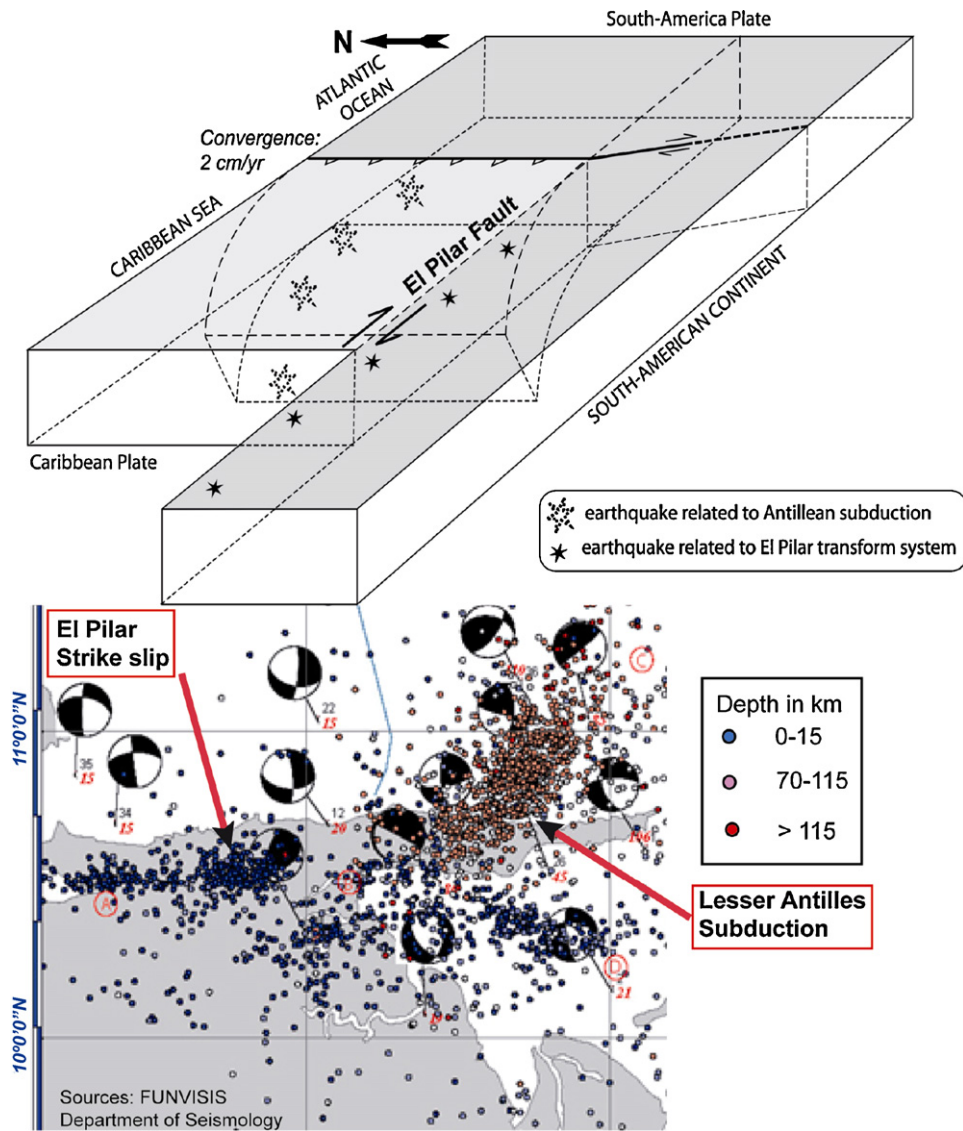 South-America Plate
N
ATLANTIC
OCEAN
Convergence:
2 cm/yr
CARIBBEAN SEA
El Pilar Fault
SOUTH-AMERICAN CONTINENT
Caribbean Plate
earthquake related to Antillean subduction
earthquake related to El Pilar transform system
El Pilar
Strike slip
C
22
15
11°0'0"N
35
15
34
15
12
20
45
A
D
21
Depth in km
0-15
70-115
> 115
Lesser Antilles
Subduction
10°0'0"N
Sources: FUNVISIS
Department of Seismology